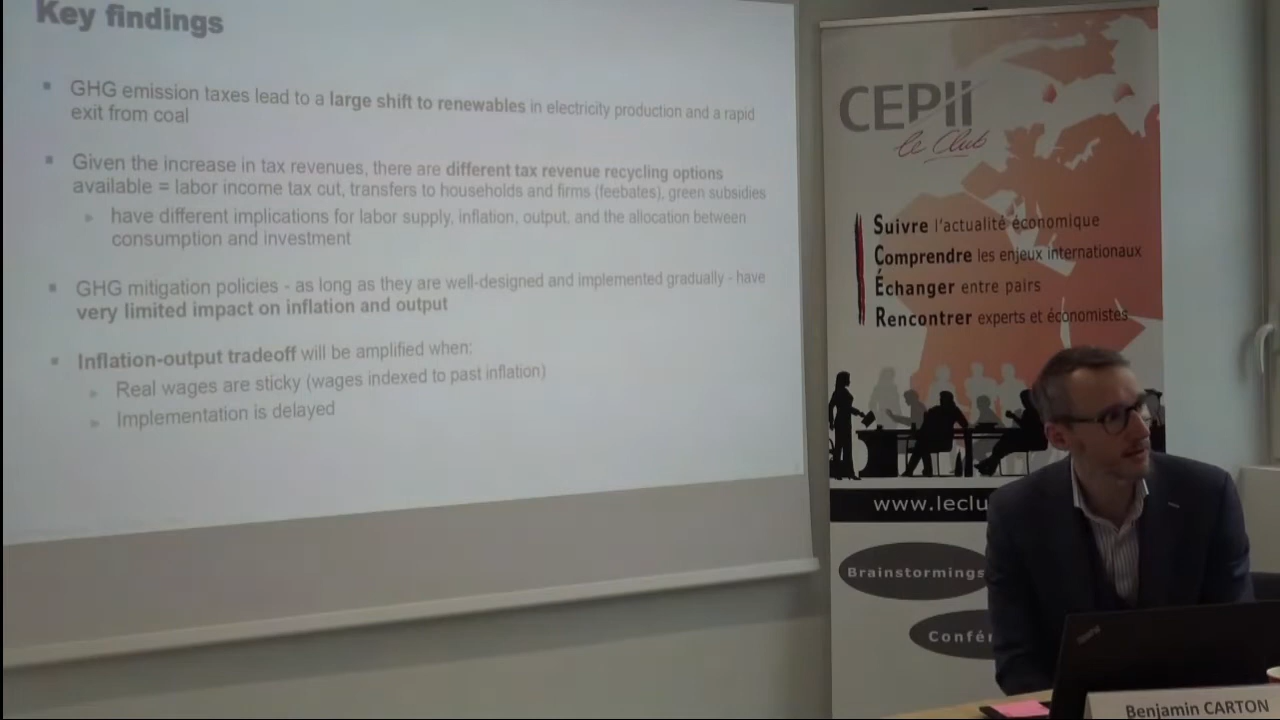 Key findings
GHG emission taxes lead to a large shift to renewables in electricity production and a rapid
exit from coal
Given the increase in tax revenues, there are different tax revenue recycling options
available = labor income tax cut, transfers to households and firms (feebates), green subsidies
have different implications for labor supply, inflation, output, and the allocation between
consumption and investment
GHG mitigation policies - as long as they are well-designed and implemented gradually - have
very limited impact on inflation and output
Inflation-output tradeoff will be amplified when:
Real wages are sticky (wages indexed to past inflation)
Implementation is delayed
CEPII
le Club
Suivre l'actualité économique
Comprendre les enjeux internationaux
Échanger entre pairs
Rencontrer experts et économistes
www.leclu
Brainstormings
Confér
Benjamin CARTON